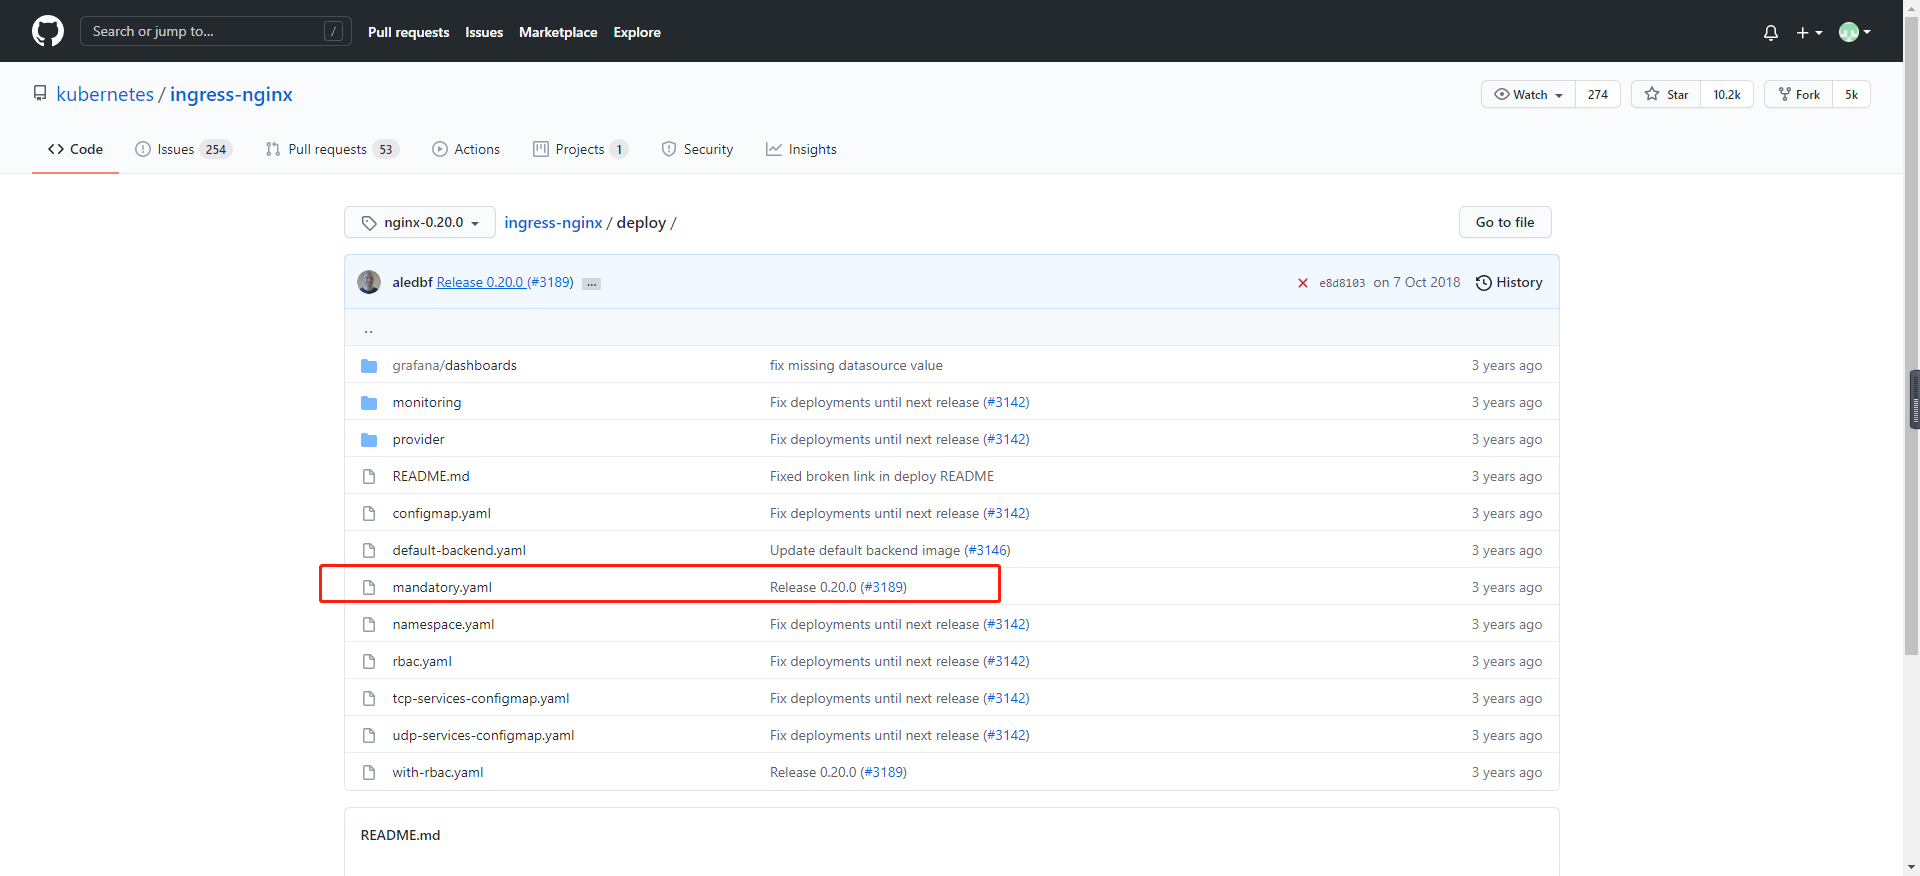 Search or jump to... /
Pull requests Issues Marketplace Explore
kubernetes / ingress-nginx
Watch 274 Star 10.2k Fork 5k
Code Issues 254 Pull requests 53 Actions Projects 1 Security Insights
nginx-0.20.0 ingress-nginx / deploy / Go to file
aledbf Release 0.20.0 (#3189) ... e8d8103 on 7 Oct 2018 History
..
grafana/dashboards fix missing datasource value 3 years ago
monitoring Fix deployments until next release (#3142) 3 years ago
provider Fix deployments until next release (#3142) 3 years ago
README.md Fixed broken link in deploy README 3 years ago
configmap.yaml Fix deployments until next release (#3142) 3 years ago
default-backend.yaml Update default backend image (#3146) 3 years ago
mandatory.yaml Release 0.20.0 (#3189) 3 years ago
namespace.yaml Fix deployments until next release (#3142) 3 years ago
rbac.yaml Fix deployments until next release (#3142) 3 years ago
tcp-services-configmap.yaml Fix deployments until next release (#3142) 3 years ago
udp-services-configmap.yaml Fix deployments until next release (#3142) 3 years ago
with-rbac.yaml Release 0.20.0 (#3189) 3 years ago
README.md